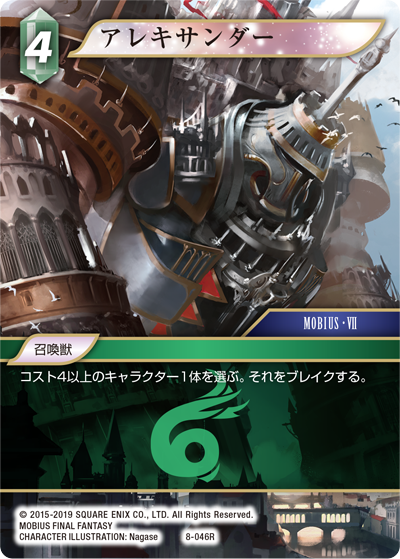 4
アレキサンダー
MOBIUS・VII
召喚獣
コスト4以上のキャラクター1体を選ぶ。それをブレイクする。
© 2015-2019 SQUARE ENIX CO., LTD. All Rights Reserved.
MOBIUS FINAL FANTASY
CHARACTER ILLUSTRATION: Nagase 8-046R